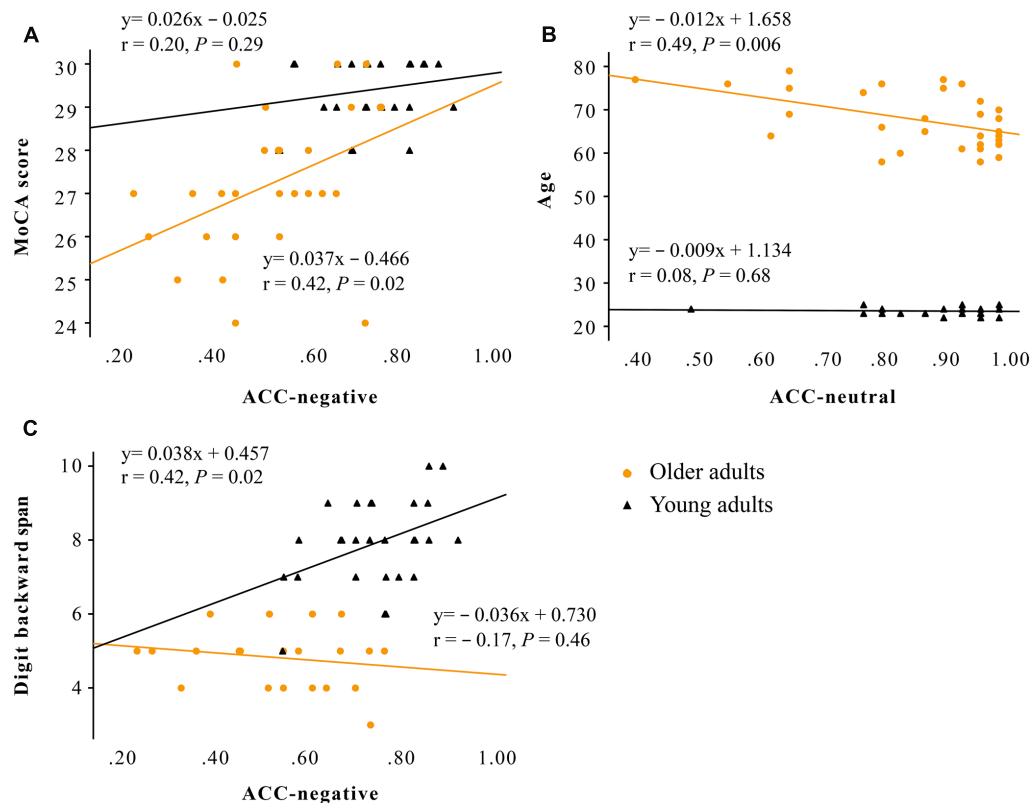 A
y= 0.026x – 0.025
r = 0.20, P = 0.29
MoCA score
30
29
28
27
26
25
24
y= 0.037x – 0.466
r = 0.42, P = 0.02
.20 .40 .60 .80 1.00
ACC-negative
B
y= – 0.012x + 1.658
r = 0.49, P = 0.006
Age
80
70
60
50
40
30
20
y= – 0.009x + 1.134
r = 0.08, P = 0.68
.40 .50 .60 .70 .80 .90 1.00
ACC-neutral
C
y= 0.038x + 0.457
r = 0.42, P = 0.02
Digit backward span
10
8
6
4
y= – 0.036x + 0.730
r = – 0.17, P = 0.46
.20 .40 .60 .80 1.00
ACC-negative
Older adults
Young adults